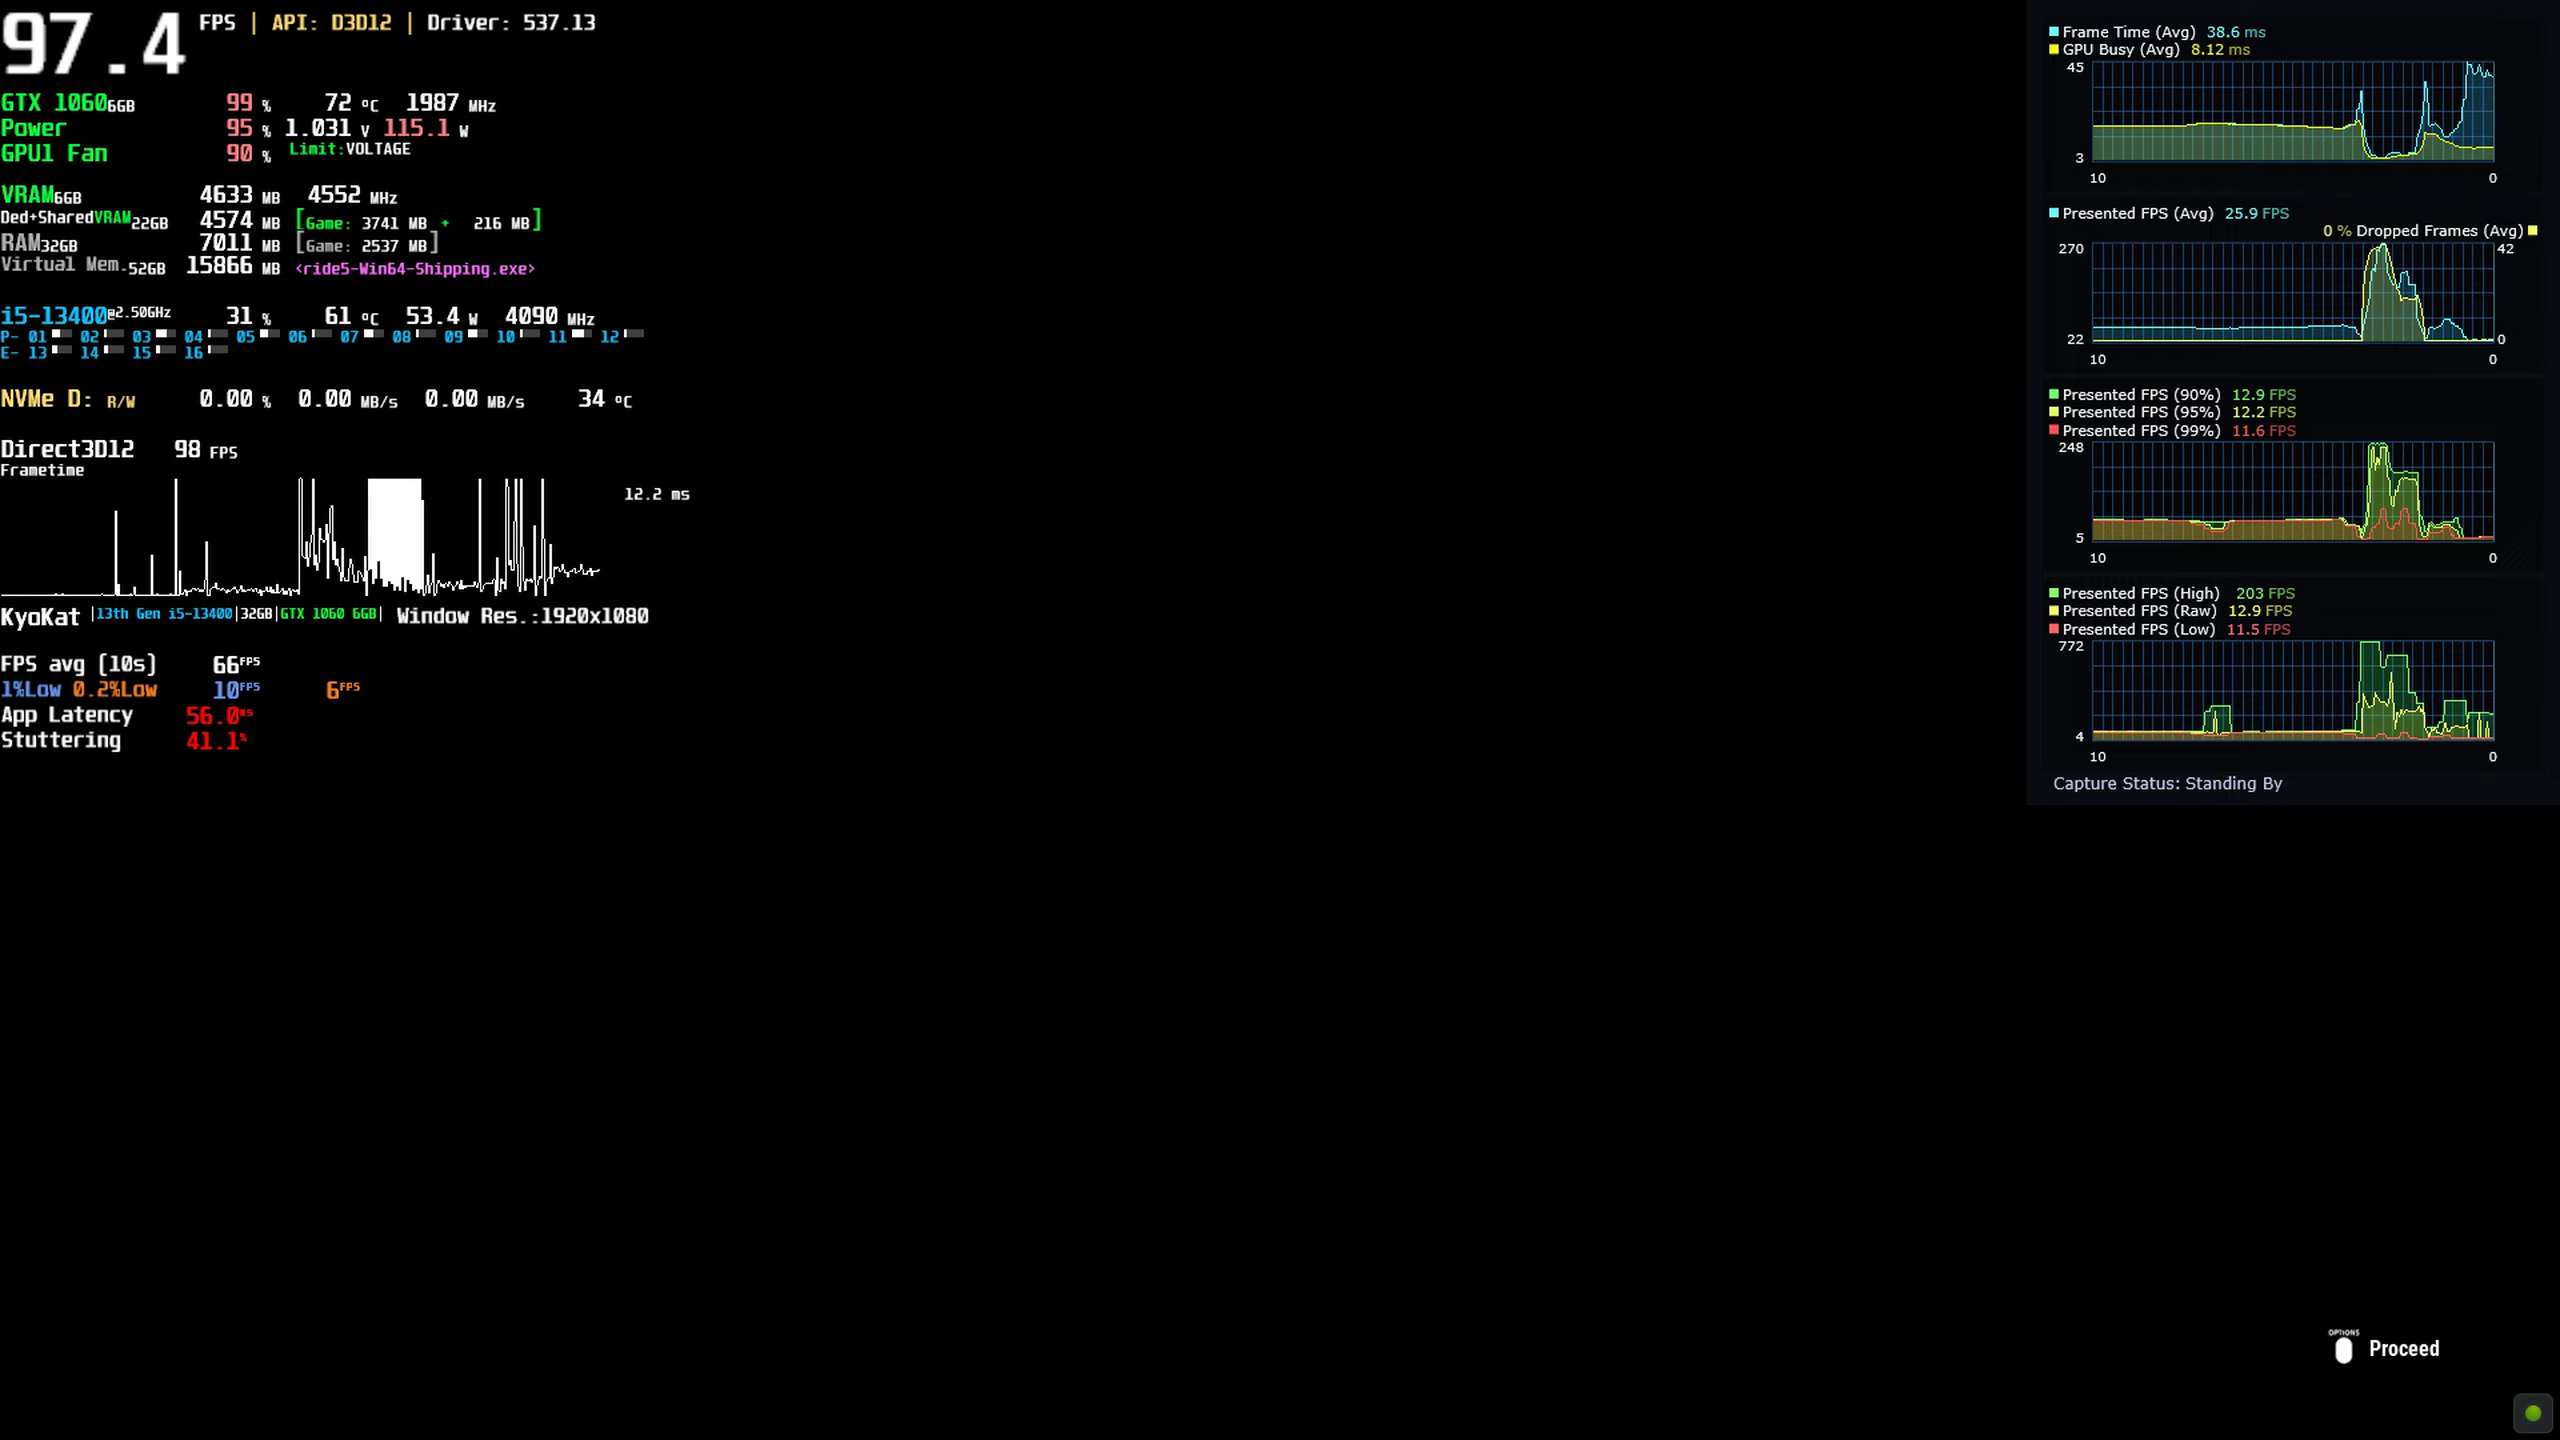 97.4 FPS | API: D3D12 | Driver: 537.13
GTX 1060 6GB 99 % 72 °C 1987 MHz
Power 95 % 1.031 V 115.1 W
GPU1 Fan 90 % Limit:VOLTAGE
VRAM 6GB 4633 MB 4552 MHz
Ded+SharedVRAM 22GB 4574 MB [Game: 3741 MB + 216 MB]
RAM 32GB 7011 MB [Game: 2537 MB]
Virtual Mem. 52GB 15866 MB <ride5-Win64-Shipping.exe>
i5-13400 @2.50GHz 31 % 61 °C 53.4 W 4090 MHz
P- 01 02 03 04 05 06 07 08 09 10 11 12
E- 13 14 15 16
NVMe D: R/W 0.00 % 0.00 MB/s 0.00 MB/s 34 °C
Direct3D12 98 FPS
Frametime
12.2 ms
KyoKat |13th Gen i5-13400|32GB|GTX 1060 6GB| Window Res.:1920x1080
FPS avg [10s] 66 FPS
1%Low 0.2%Low 10 FPS 6 FPS
App Latency 56.0 ms
Stuttering 41.1 %
Frame Time (Avg) 38.6 ms
GPU Busy (Avg) 8.12 ms
45
3
10 0
Presented FPS (Avg) 25.9 FPS
0 % Dropped Frames (Avg)
270 42
22 0
10 0
Presented FPS (90%) 12.9 FPS
Presented FPS (95%) 12.2 FPS
Presented FPS (99%) 11.6 FPS
248
5
10 0
Presented FPS (High) 203 FPS
Presented FPS (Raw) 12.9 FPS
Presented FPS (Low) 11.5 FPS
772
4
10 0
Capture Status: Standing By
OPTIONS
Proceed